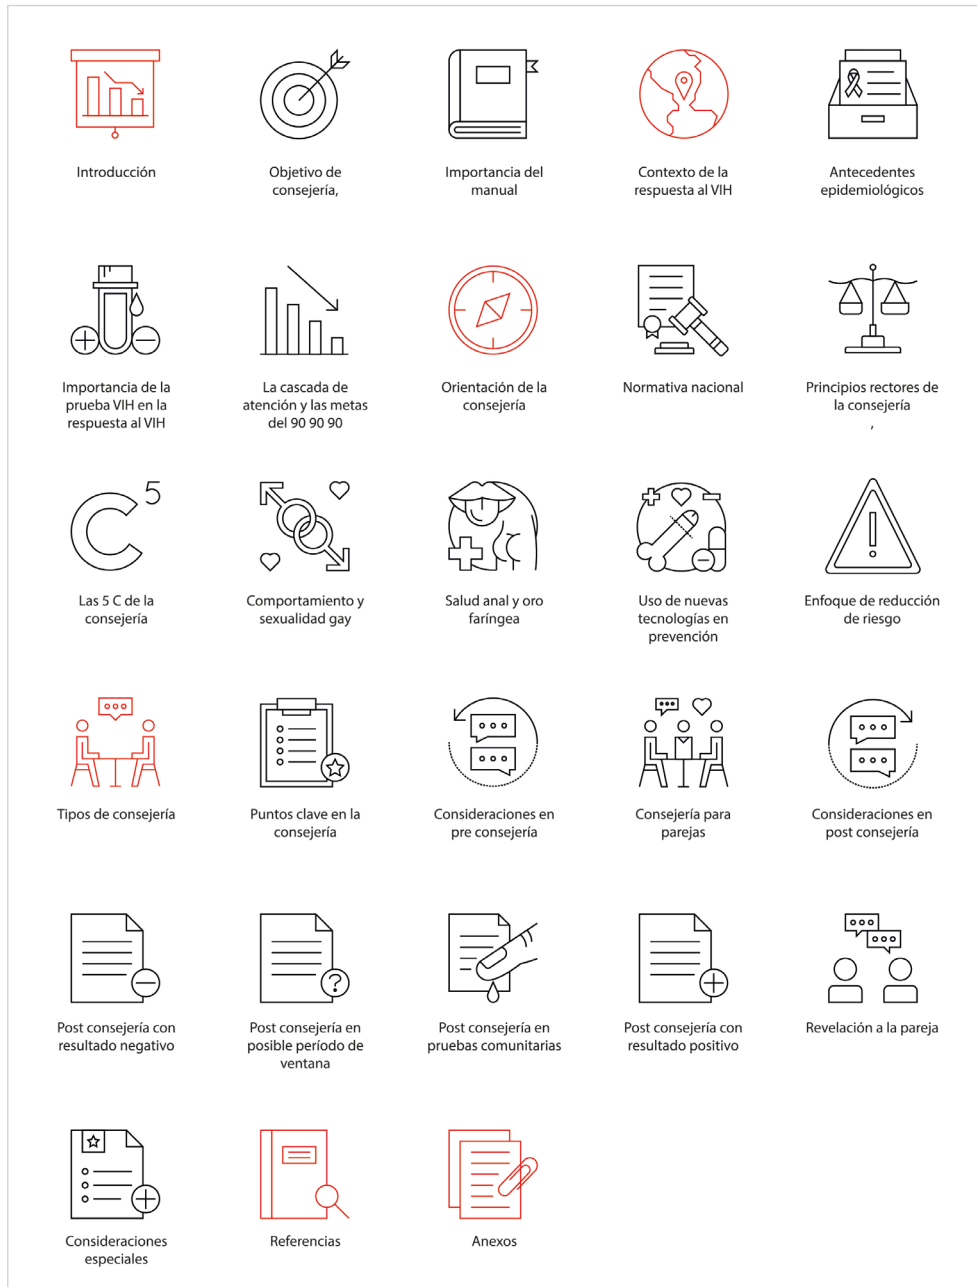 Introducción
Objetivo de
consejería,
Importancia del
manual
Contexto de la
respuesta al VIH
Antecedentes
epidemiológicos
Importancia de la
prueba VIH en la
respuesta al VIH
La cascada de
atención y las metas
del 90 90 90
Orientación de la
consejería
Normativa nacional
Principios rectores de
la consejería
,
C5
Las 5 C de la
consejería
Comportamiento y
sexualidad gay
Salud anal y oro
faríngea
Uso de nuevas
tecnologías en
prevención
Enfoque de reducción
de riesgo
Tipos de consejería
Puntos clave en la
consejería
Consideraciones en
pre consejería
Consejería para
parejas
Consideraciones en
post consejería
Post consejería con
resultado negativo
?
Post consejería en
posible período de
ventana
Post consejería en
pruebas comunitarias
Post consejería con
resultado positivo
Revelación a la pareja
Consideraciones
especiales
Referencias
Anexos